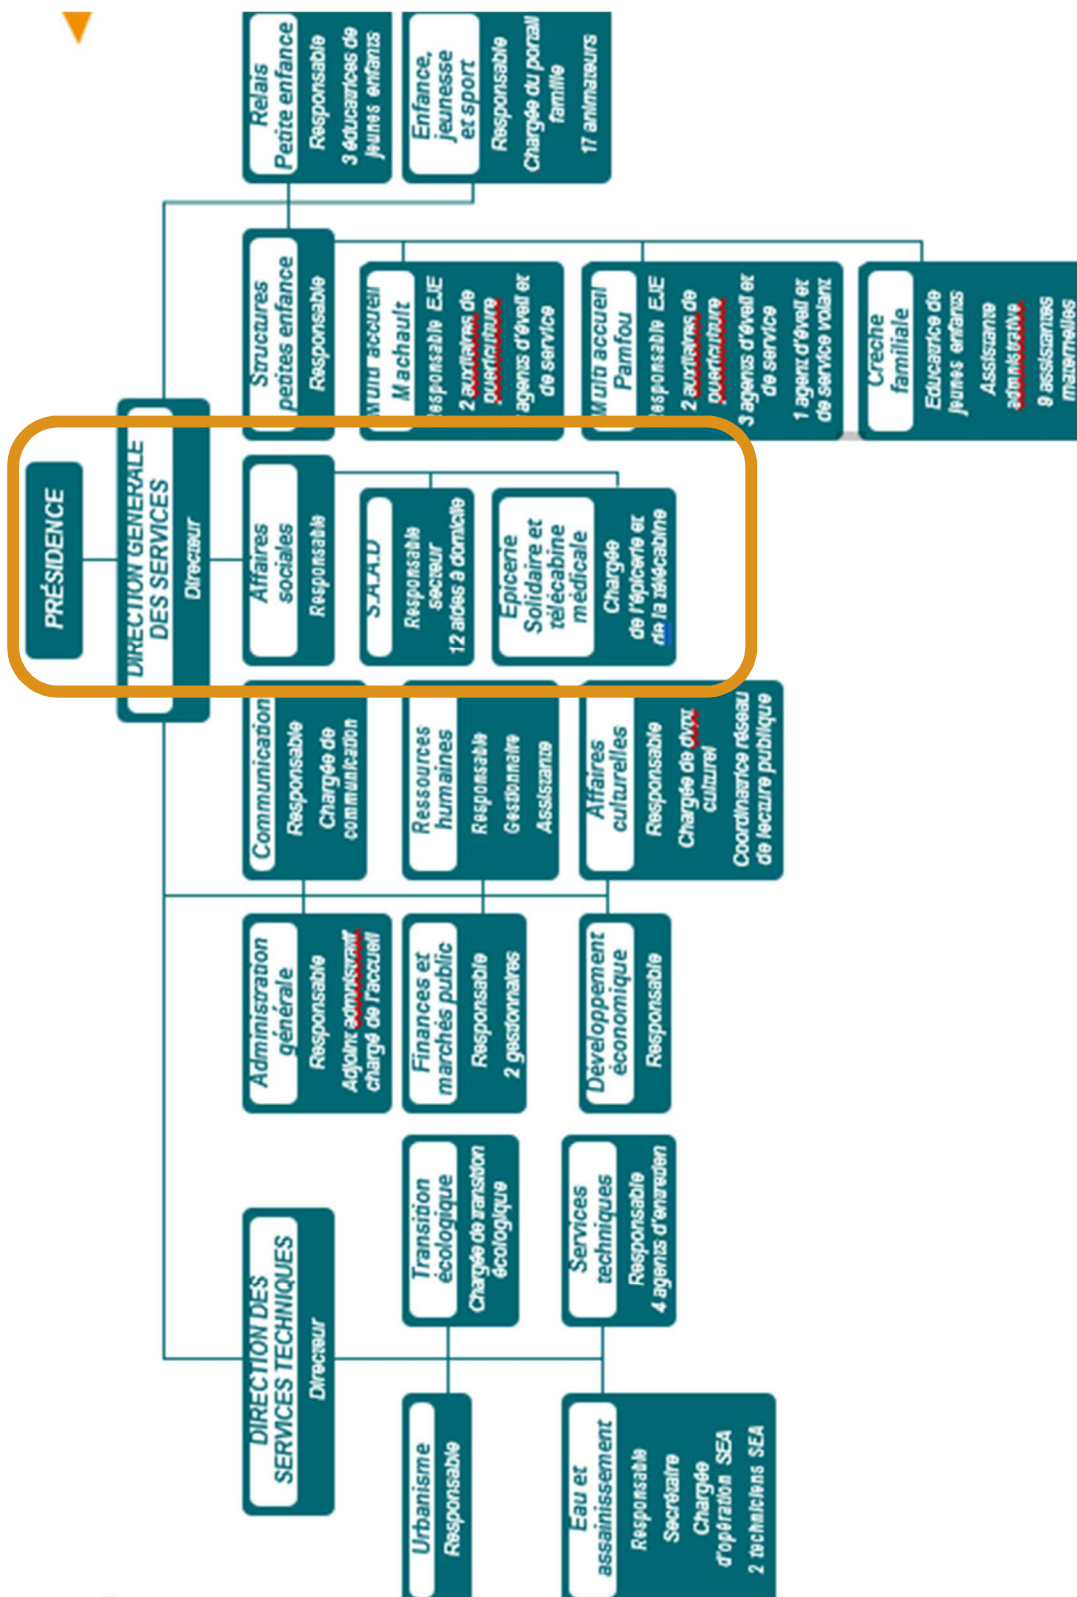 PRÉSIDENCE
DIRECTION GENERALE
DES SERVICES
Directeur
DIRECTION DES
SERVICES TECHNIQUES
Directeur
Urbanisme
Responsable
Transition
écologique
Chargée de transition
écologique
Eau et
assainissement
Responsable
Secrétaire
Chargée
d'opération SEA
2 techniciens SEA
Services
techniques
Responsable
4 agents d'entretien
Administration
générale
Responsable
Adjoint administratif
chargé de l'accueil
Communication
Responsable
Chargée de
communication
Finances et
marchés public
Responsable
2 gestionnaires
Ressources
humaines
Responsable
Gestionnaire
Assistante
Développement
économique
Responsable
Affaires
culturelles
Responsable
Chargée de dvpt
culturel
Coordinatrice réseau
de lecture publique
Affaires
sociales
Responsable
S.A.A.D
Responsable
secteur
12 aides à domicile
Epicerie
Solidaire et
télécabine
médicale
Chargée
de l'épicerie et
de la télécabine
Structures
petites enfance
Responsable
Multi accueil
Machault
Responsable EJE
2 auxiliaires de
puériculture
agents d'éveil et
de service
Multi accueil
Pamfou
Responsable EJE
2 auxiliaires de
puériculture
3 agents d'éveil et
de service
1 agent d'éveil et
de service volant
Crèche
familiale
Educatrice de
jeunes enfants
Assistante
administrative
9 assistantes
maternelles
Relais
Petite enfance
Responsable
3 éducatrices de
jeunes enfants
Enfance,
jeunesse
et sport
Responsable
Chargée du portail
famille
17 animateurs